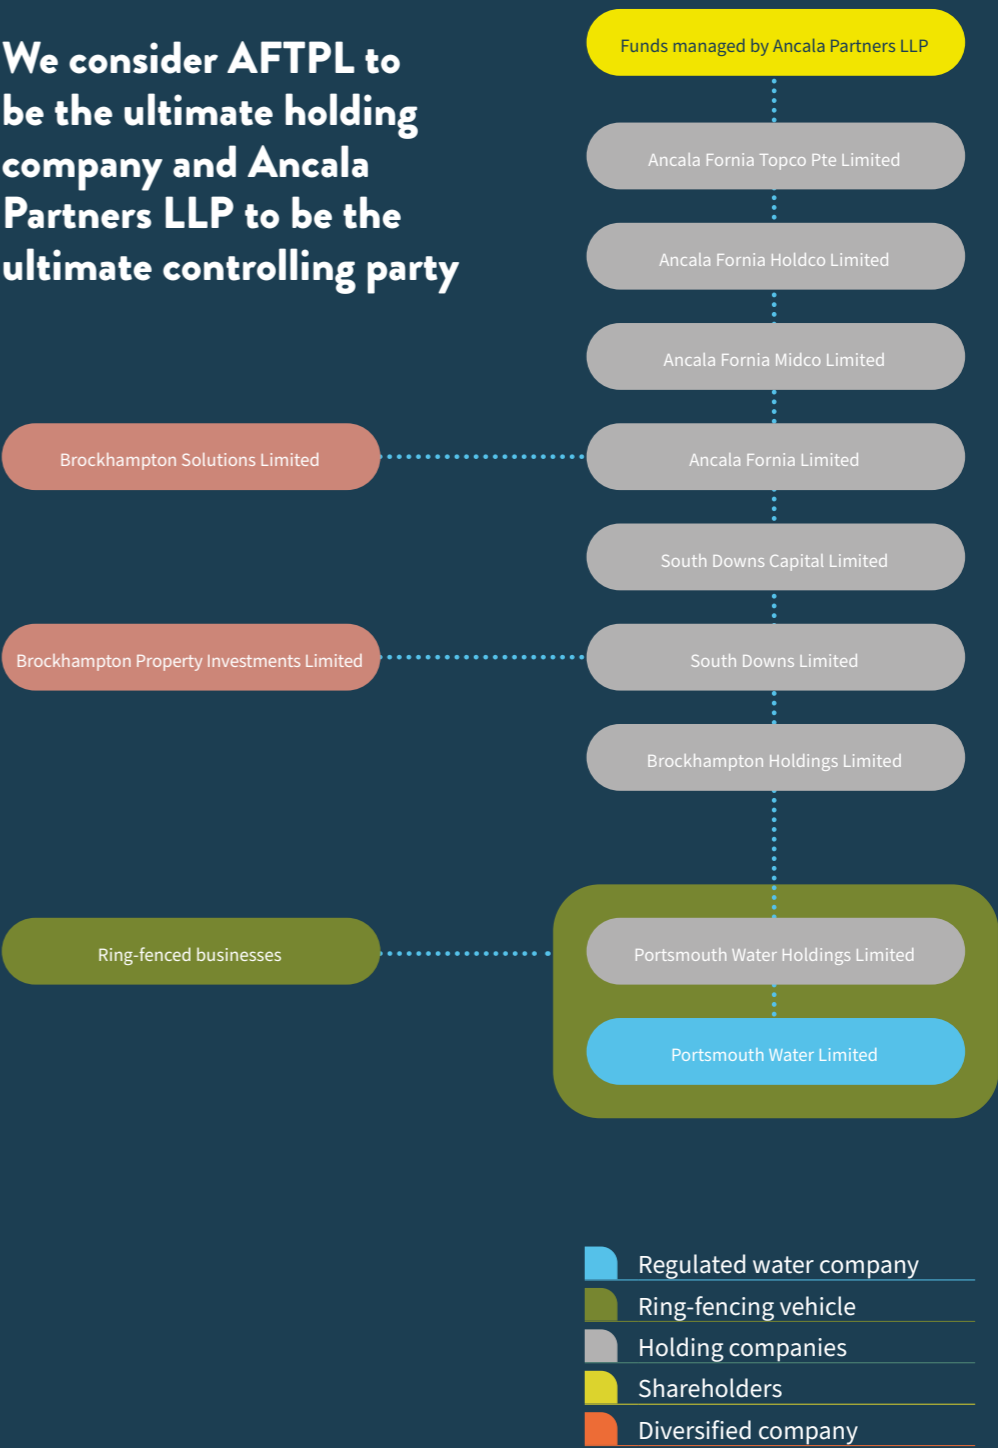 We consider AFTPL to
be the ultimate holding
company and Ancala
Partners LLP to be the
ultimate controlling party
Funds managed by Ancala Partners LLP
Ancala Fornia Topco Pte Limited
Ancala Fornia Holdco Limited
Ancala Fornia Midco Limited
Brockhampton Solutions Limited
Ancala Fornia Limited
South Downs Capital Limited
Brockhampton Property Investments Limited
South Downs Limited
Brockhampton Holdings Limited
Ring-fenced businesses
Portsmouth Water Holdings Limited
Portsmouth Water Limited
Regulated water company
Ring-fencing vehicle
Holding companies
Shareholders
Diversified company